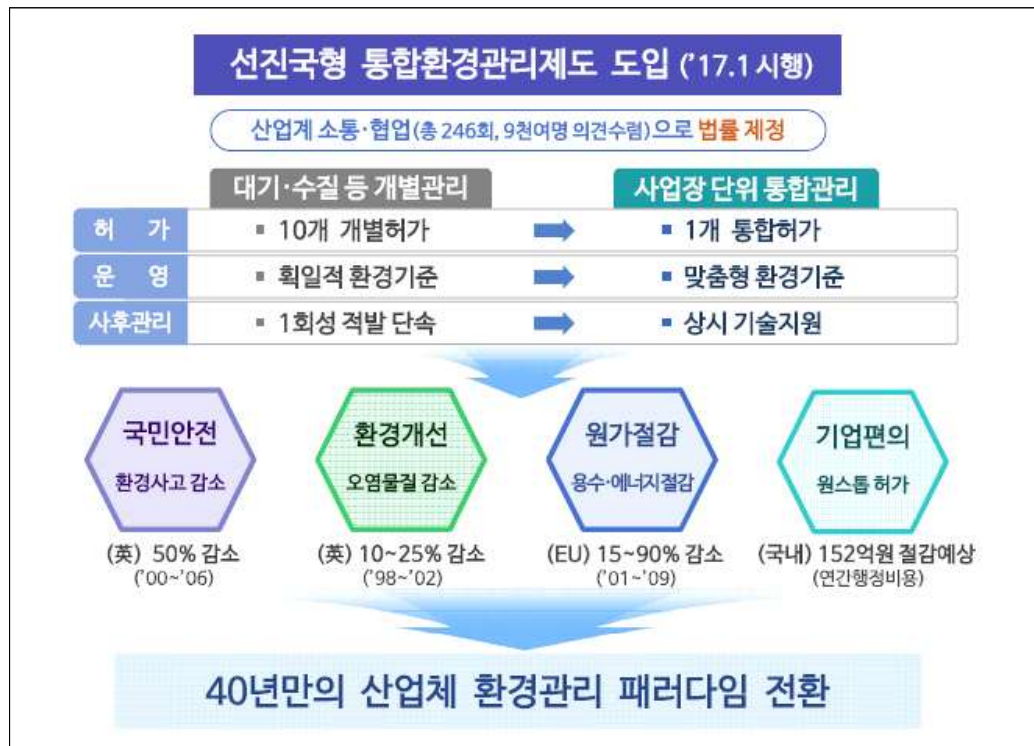 선진국형 통합환경관리제도 도입 ('17.1 시행)
산업계 소통·협업(총 246회, 9천여명 의견수렴)으로 법률 제정
대기·수질 등 개별관리 사업장 단위 통합관리
허 가 ▪ 10개 개별허가 ▪ 1개 통합허가
운 영 ▪ 획일적 환경기준 ▪ 맞춤형 환경기준
사후관리 ▪ 1회성 적발 단속 ▪ 상시 기술지원
국민안전 환경개선 원가절감 기업편의
환경사고 감소 오염물질 감소 용수·에너지절감 원스톱 허가
(英) 50% 감소 (英) 10~25% 감소 (EU) 15~90% 감소 (국내) 152억원 절감예상
('00~'06) ('98~'02) ('01~'09) (연간행정비용)
40년만의 산업체 환경관리 패러다임 전환